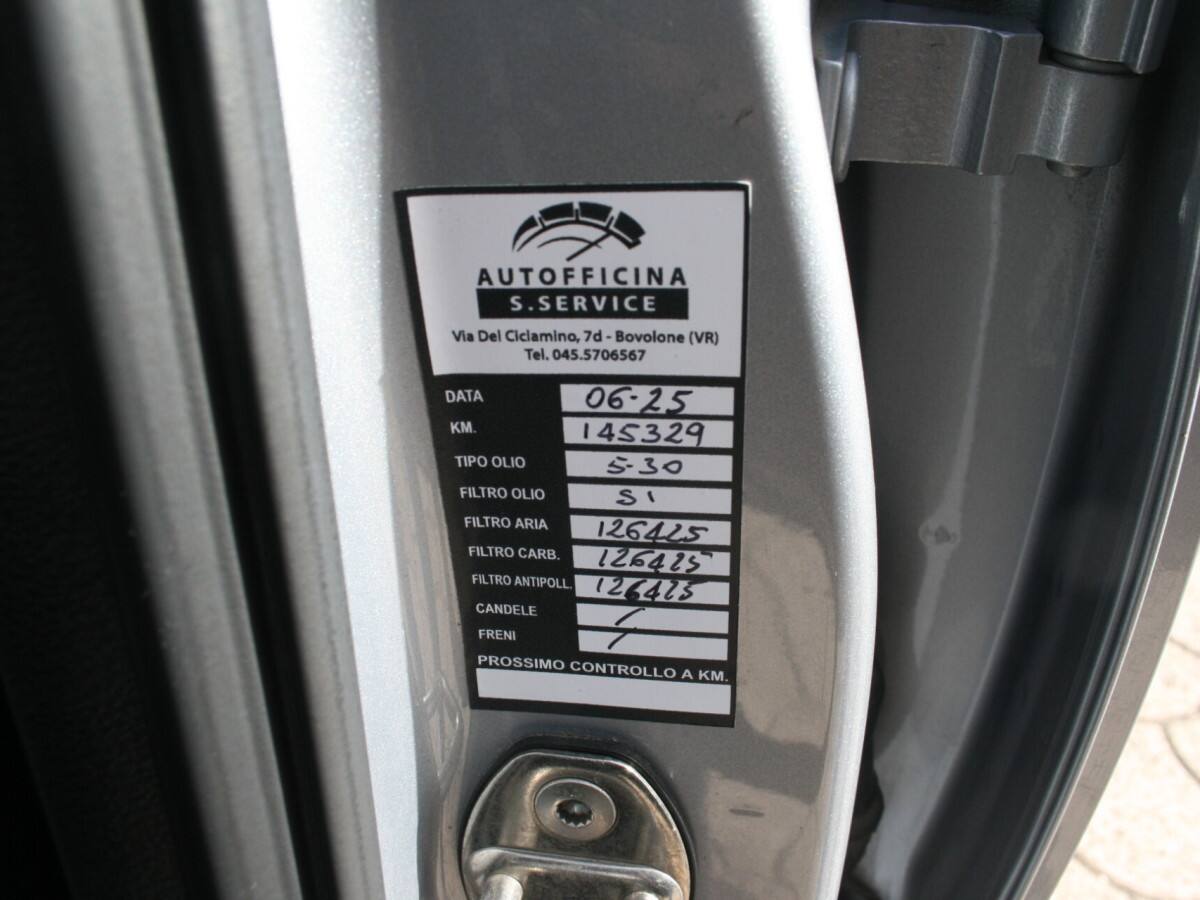 AUTOFFICINA
S.SERVICE
Via Del Ciclamino, 7d - Bovolone (VR)
Tel. 045.5706567
DATA 06-25
KM. 145329
TIPO OLIO 5-30
FILTRO OLIO SI
FILTRO ARIA 126425
FILTRO CARB. 126425
FILTRO ANTIPOLL. 126425
CANDELE /
FRENI /
PROSSIMO CONTROLLO A KM.